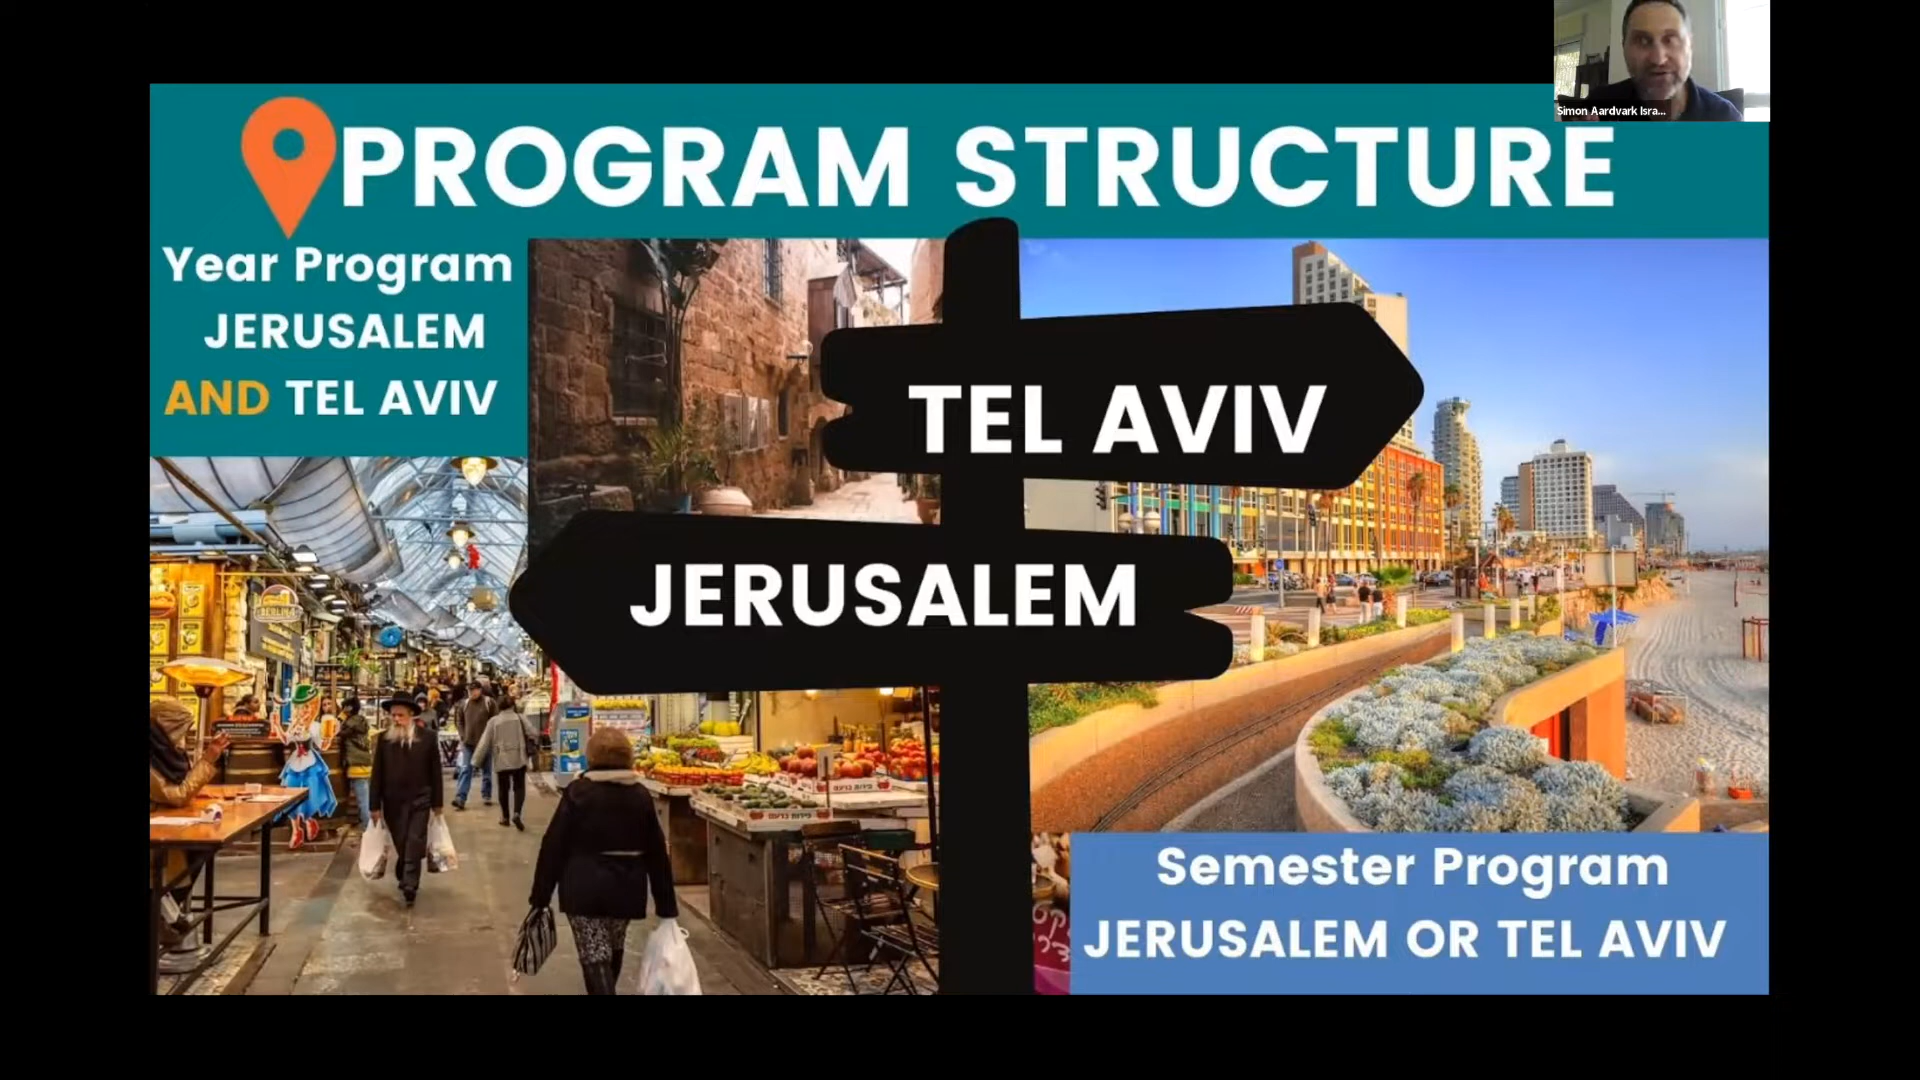 Simon Aardvark Isra...
PROGRAM STRUCTURE
Year Program
JERUSALEM
AND TEL AVIV
TEL AVIV
JERUSALEM
BERLINA
Semester Program
JERUSALEM OR TEL AVIV